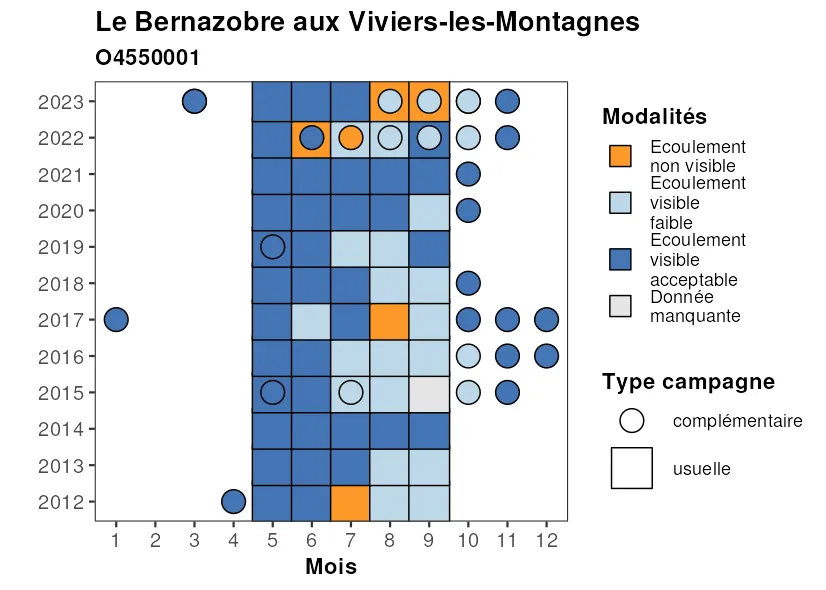 Le Bernazobre aux Viviers-les-Montagnes
O4550001
2023
2022
2021
2020
2019
2018
2017
2016
2015
2014
2013
2012
1 2 3 4 5 6 7 8 9 10 11 12
Mois
Modalités
Ecoulement
non visible
Ecoulement
visible
faible
Ecoulement
visible
acceptable
Donnée
manquante
Type campagne
complémentaire
usuelle